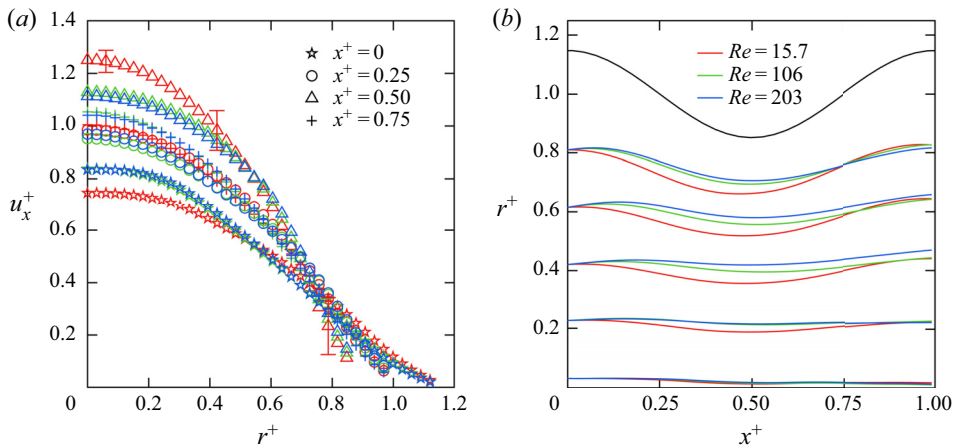 (a)
1.4
1.2
1.0
0.8
0.6
0.4
0.2
0
0.2
0.4
0.6
0.8
1.0
1.2
u_x^+
r^+
x^+ = 0
x^+ = 0.25
x^+ = 0.50
x^+ = 0.75
(b)
1.2
1.0
0.8
0.6
0.4
0.2
0
0.25
0.50
0.75
1.00
r^+
x^+
Re = 15.7
Re = 106
Re = 203